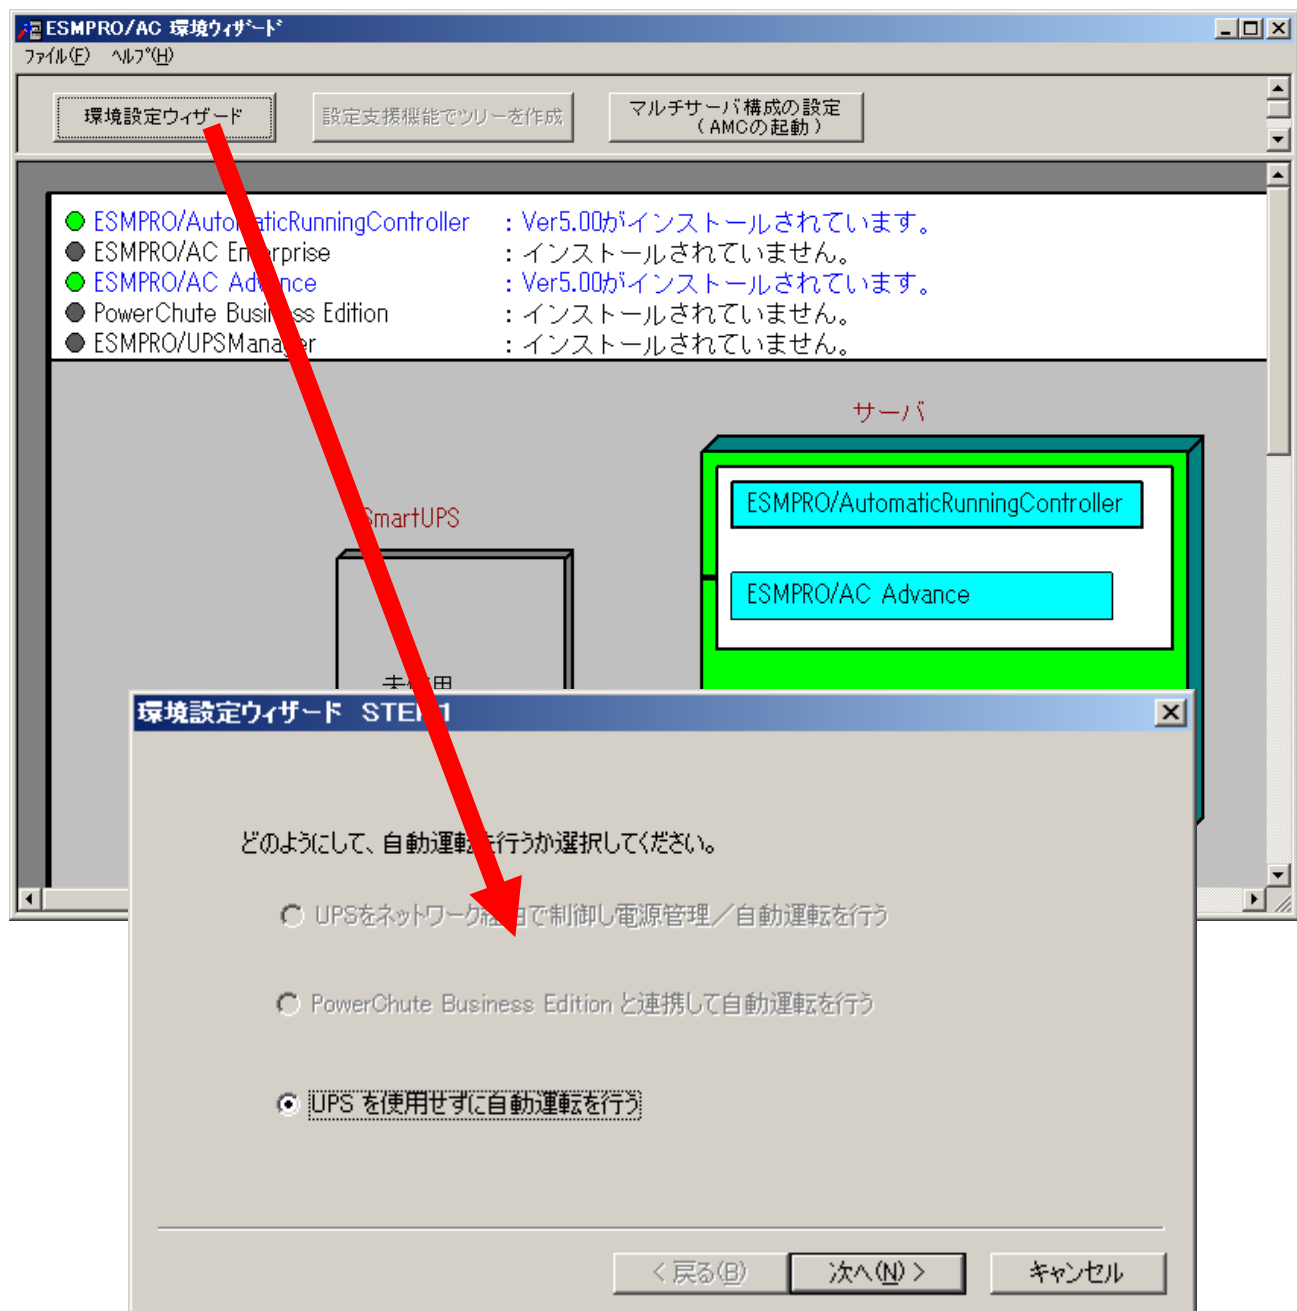 ESMPRO/AC 環境ｳｨｻﾞｰﾄﾞ
ﾌｧｲﾙ(F) ﾍﾙﾌﾟ(H)
環境設定ウィザード 設定支援機能でツリーを作成 マルチサーバ構成の設定
(AMCの起動)
ESMPRO/AutomaticRunningController : Ver5.00がインストールされています。
ESMPRO/AC Enterprise : インストールされていません。
ESMPRO/AC Advance : Ver5.00がインストールされています。
PowerChute Business Edition : インストールされていません。
ESMPRO/UPSManager : インストールされていません。
サーバ
ESMPRO/AutomaticRunningController
SmartUPS
ESMPRO/AC Advance
未使用
環境設定ウィザード STEP1
どのようにして、自動運転を行うか選択してください。
UPSをネットワーク経由で制御し電源管理／自動運転を行う
PowerChute Business Edition と連携して自動運転を行う
UPS を使用せずに自動運転を行う
< 戻る(B) 次へ(N) > キャンセル